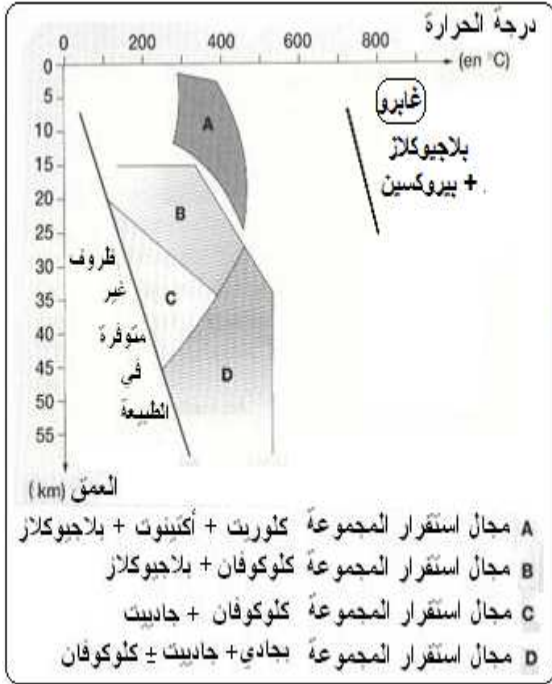 درجة الحرارة
0 200 400 600 800
(en °C)
0
5
10
15
20
25
30
35
40
45
50
55
غابرو
بلاجيوكلاز
+ بيروكسين
A
B
C
D
ظروف
غير
متوفرة
في
الطبيعة
العمق (km)
A مجال استقرار المجموعة كلوريت + أكتينوت + بلاجيوكلاز
B مجال استقرار المجموعة كلوكوفان + بلاجيوكلاز
C مجال استقرار المجموعة كلوكوفان + جادييت
D مجال استقرار المجموعة بجادي + جادييت ± كلوكوفان